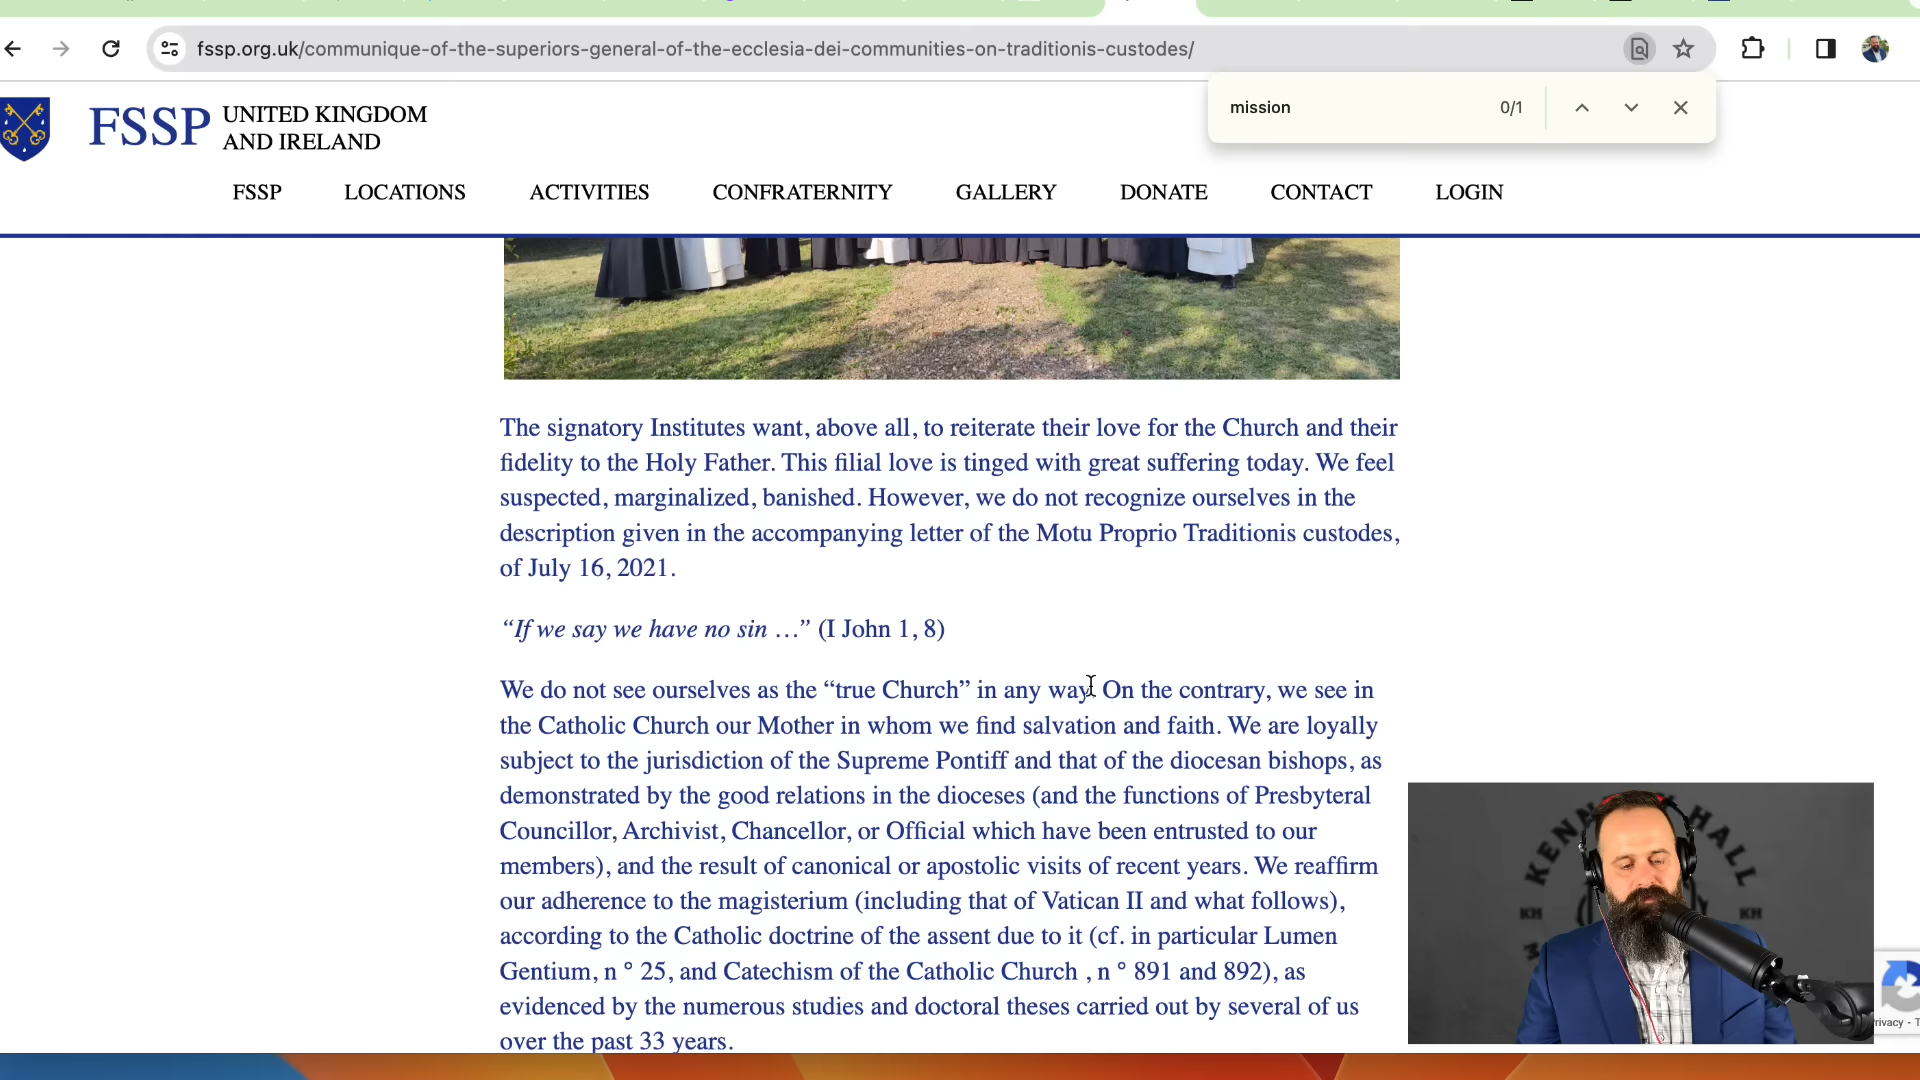 fssp.org.uk/communique-of-the-superiors-general-of-the-ecclesia-dei-communities-on-traditionis-custodes/
mission 0/1
FSSP UNITED KINGDOM
AND IRELAND
FSSP LOCATIONS ACTIVITIES CONFRATERNITY GALLERY DONATE CONTACT LOGIN
The signatory Institutes want, above all, to reiterate their love for the Church and their
fidelity to the Holy Father. This filial love is tinged with great suffering today. We feel
suspected, marginalized, banished. However, we do not recognize ourselves in the
description given in the accompanying letter of the Motu Proprio Traditionis custodes,
of July 16, 2021.
“If we say we have no sin …” (I John 1, 8)
We do not see ourselves as the “true Church” in any way. On the contrary, we see in
the Catholic Church our Mother in whom we find salvation and faith. We are loyally
subject to the jurisdiction of the Supreme Pontiff and that of the diocesan bishops, as
demonstrated by the good relations in the dioceses (and the functions of Presbyteral
Councillor, Archivist, Chancellor, or Official which have been entrusted to our
members), and the result of canonical or apostolic visits of recent years. We reaffirm
our adherence to the magisterium (including that of Vatican II and what follows),
according to the Catholic doctrine of the assent due to it (cf. in particular Lumen
Gentium, n ° 25, and Catechism of the Catholic Church , n ° 891 and 892), as
evidenced by the numerous studies and doctoral theses carried out by several of us
over the past 33 years.
KH KH